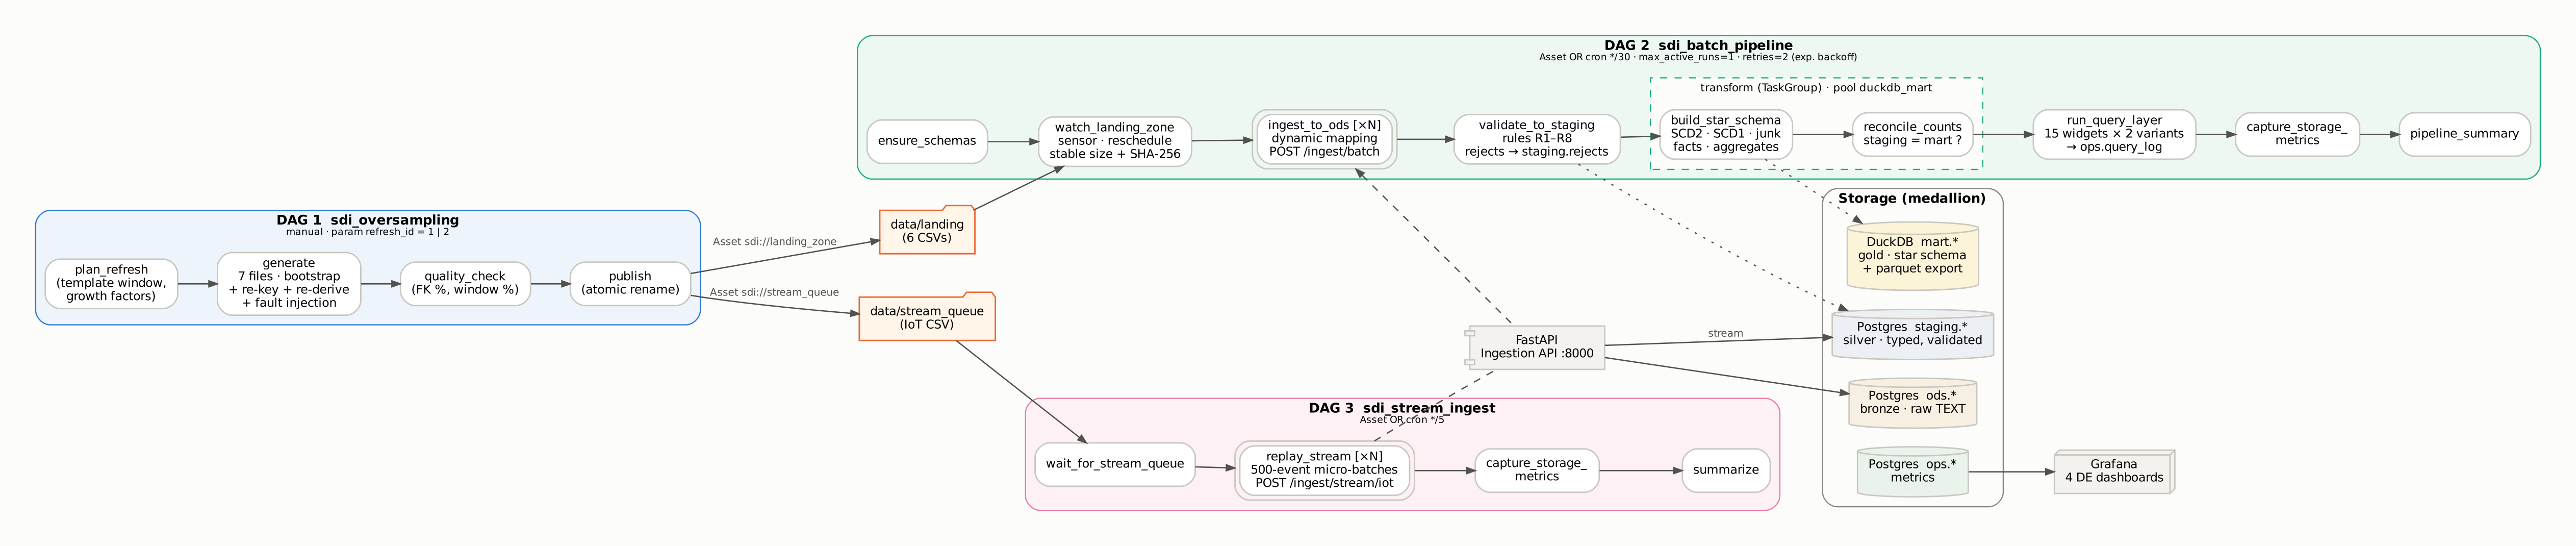 DAG 2  sdi_batch_pipeline
Asset OR cron */30 · max_active_runs=1 · retries=2 (exp. backoff)
transform (TaskGroup) · pool duckdb_mart
ensure_schemas
watch_landing_zone
sensor · reschedule
stable size + SHA-256
ingest_to_ods [×N]
dynamic mapping
POST /ingest/batch
validate_to_staging
rules R1–R8
rejects → staging.rejects
build_star_schema
SCD2 · SCD1 · junk
facts · aggregates
reconcile_counts
staging = mart ?
run_query_layer
15 widgets × 2 variants
→ ops.query_log
capture_storage_
metrics
pipeline_summary
DAG 1  sdi_oversampling
manual · param refresh_id = 1 | 2
plan_refresh
(template window,
growth factors)
generate
7 files · bootstrap
+ re-key + re-derive
+ fault injection
quality_check
(FK %, window %)
publish
(atomic rename)
Asset sdi://landing_zone
Asset sdi://stream_queue
data/landing
(6 CSVs)
data/stream_queue
(IoT CSV)
FastAPI
Ingestion API :8000
stream
Storage (medallion)
DuckDB  mart.*
gold · star schema
+ parquet export
Postgres  staging.*
silver · typed, validated
Postgres  ods.*
bronze · raw TEXT
Postgres  ops.*
metrics
Grafana
4 DE dashboards
DAG 3  sdi_stream_ingest
Asset OR cron */5
wait_for_stream_queue
replay_stream [×N]
500-event micro-batches
POST /ingest/stream/iot
capture_storage_
metrics
summarize